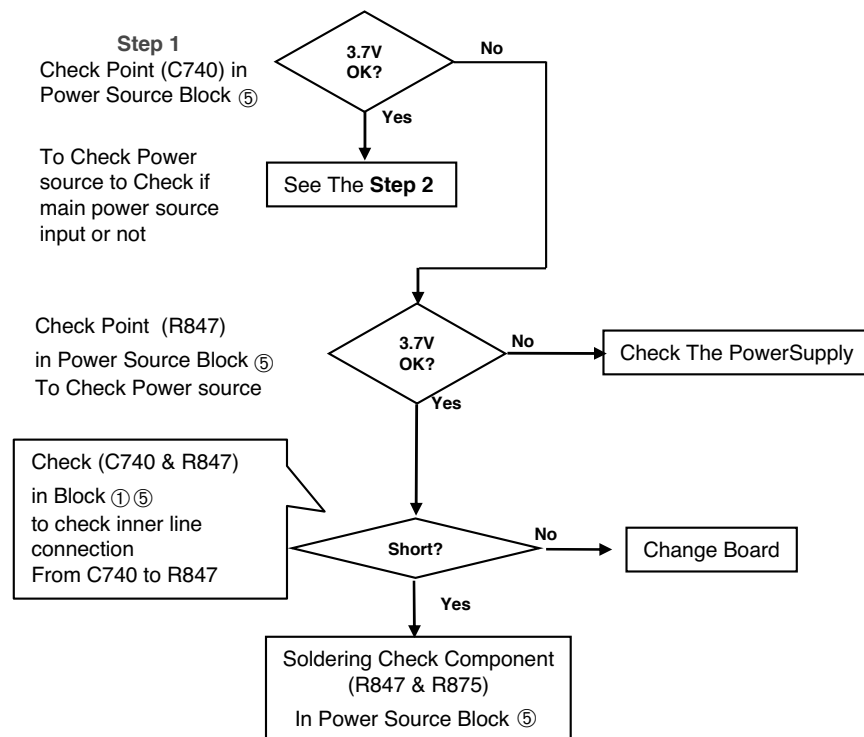 Step 1
Check Point (C740) in
Power Source Block ⑤
To Check Power
source to Check if
main power source
input or not
3.7V
OK?
No
Yes
See The Step 2
Check Point (R847)
in Power Source Block ⑤
To Check Power source
3.7V
OK?
No
Check The PowerSupply
Yes
Check (C740 & R847)
in Block ①⑤
to check inner line
connection
From C740 to R847
Short?
No
Change Board
Yes
Soldering Check Component
(R847 & R875)
In Power Source Block ⑤